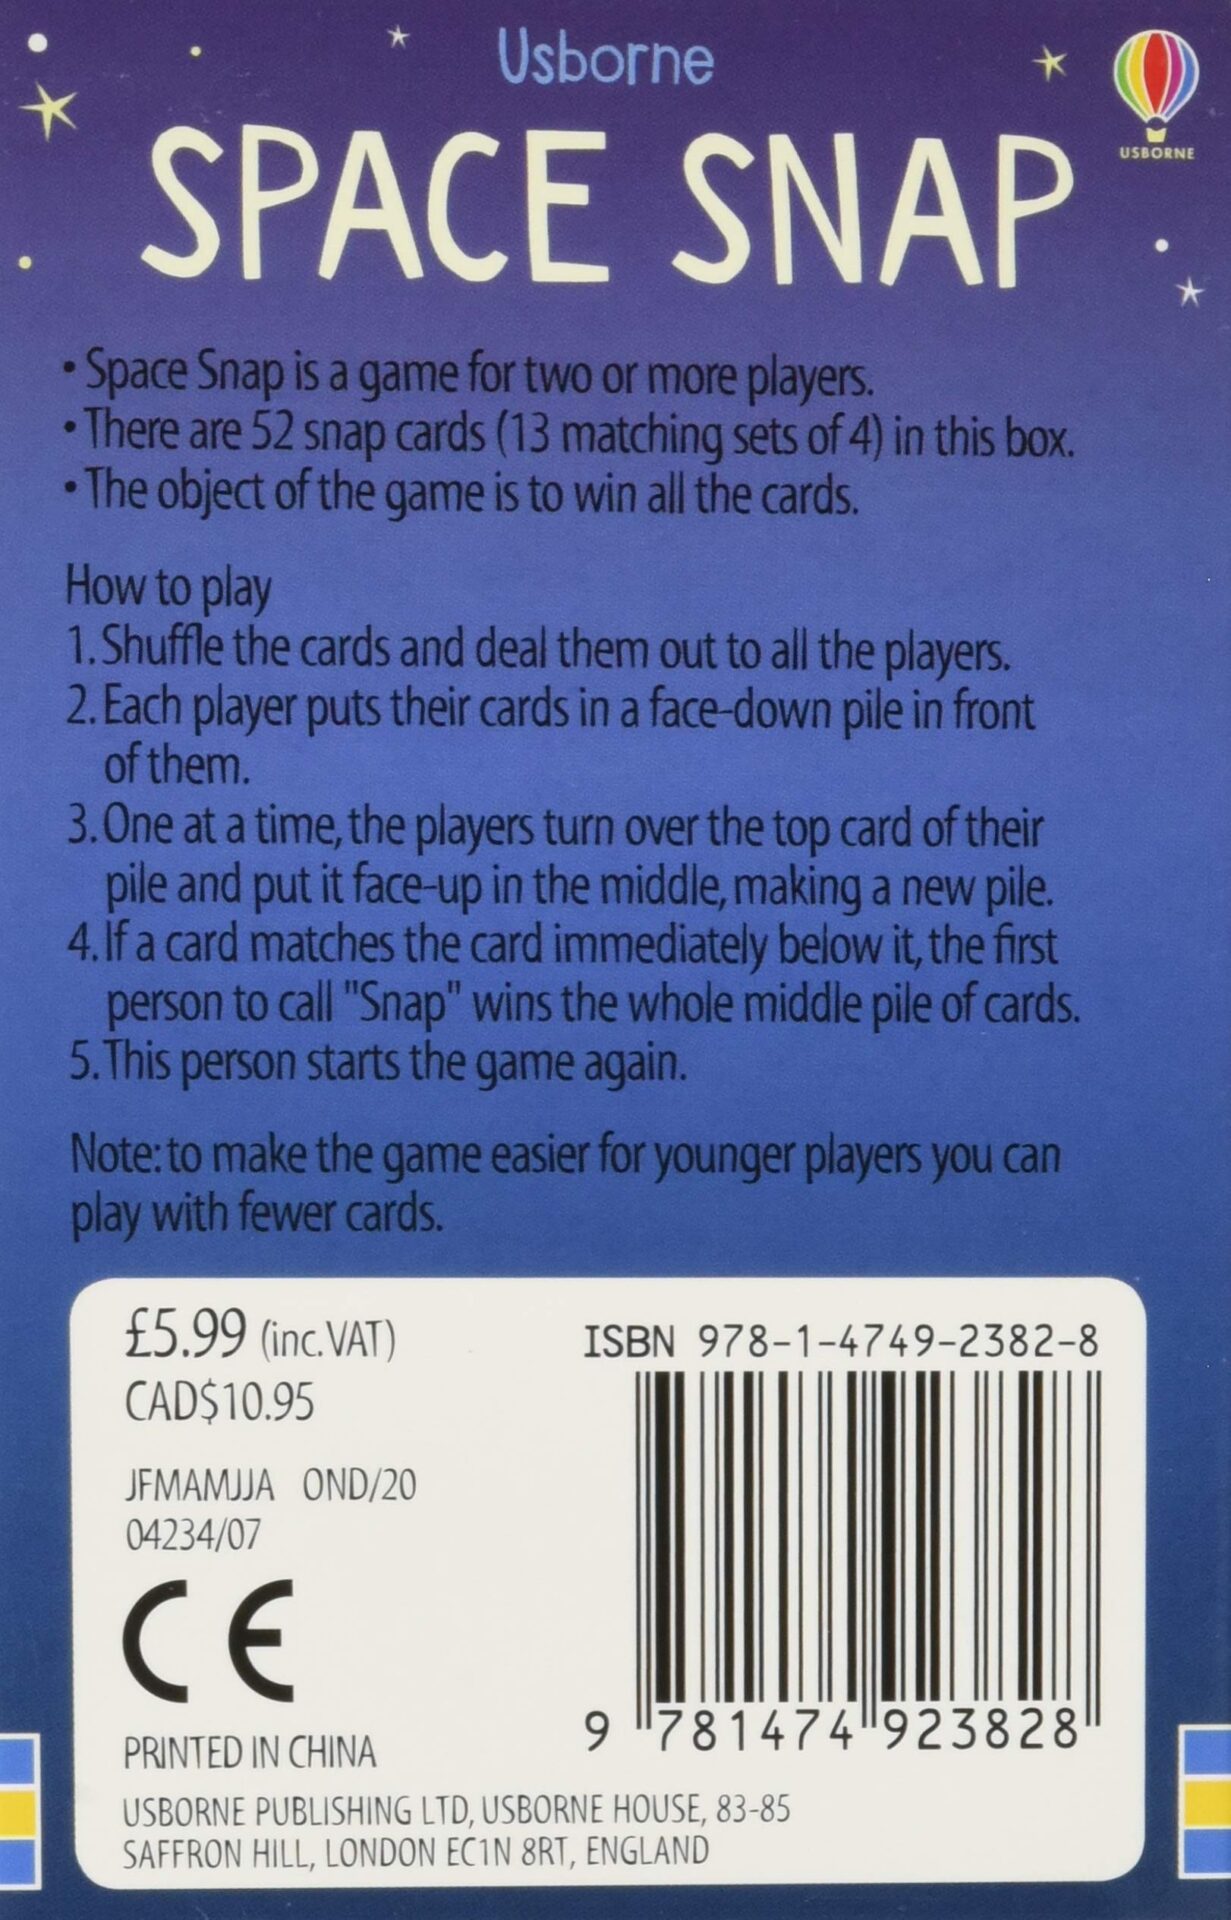 Usborne
USBORNE
SPACE SNAP
• Space Snap is a game for two or more players.
• There are 52 snap cards (13 matching sets of 4) in this box.
• The object of the game is to win all the cards.
How to play
1. Shuffle the cards and deal them out to all the players.
2. Each player puts their cards in a face-down pile in front
of them.
3. One at a time, the players turn over the top card of their
pile and put it face-up in the middle, making a new pile.
4. If a card matches the card immediately below it, the first
person to call "Snap" wins the whole middle pile of cards.
5. This person starts the game again.
Note: to make the game easier for younger players you can
play with fewer cards.
£5.99 (inc. VAT)
CAD$10.95
JFMAMJJA OND/20
04234/07
CE
PRINTED IN CHINA
USBORNE PUBLISHING LTD, USBORNE HOUSE, 83-85
SAFFRON HILL, LONDON EC1N 8RT, ENGLAND
ISBN 978-1-4749-2382-8
9 781474 923828